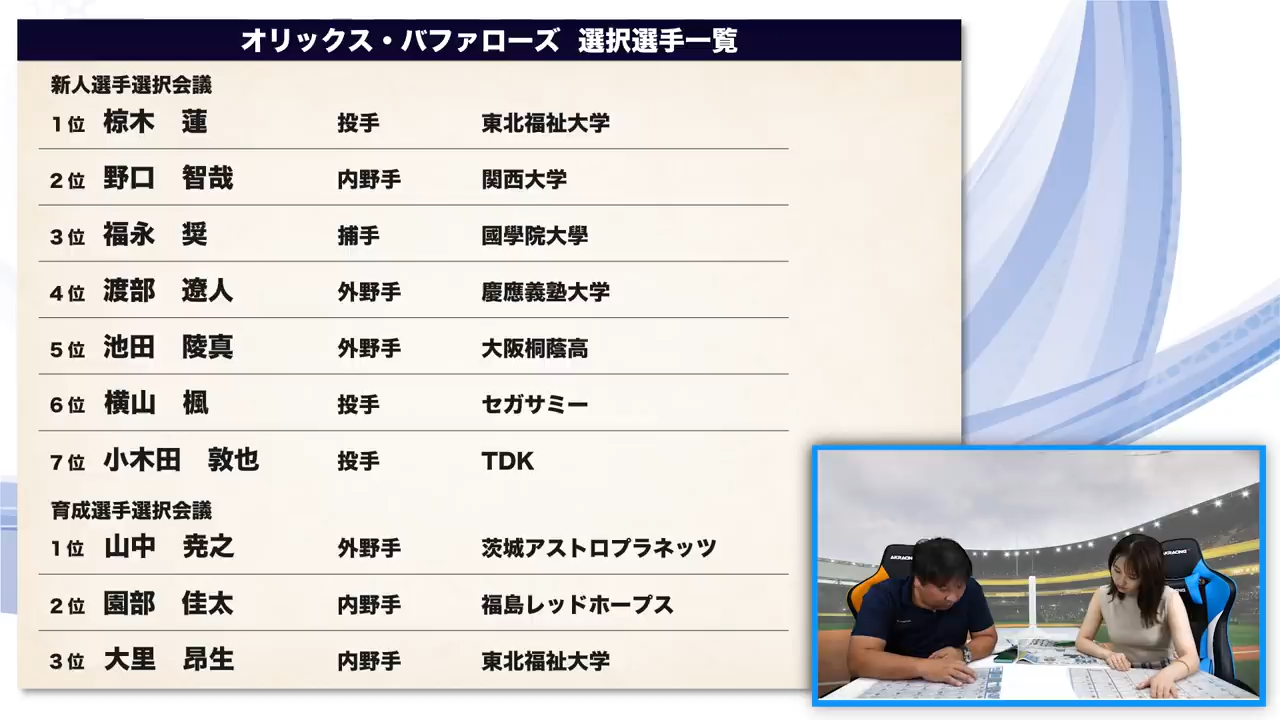 オリックス・バファローズ 選択選手一覧
新人選手選択会議
1位 椋木 蓮 投手 東北福祉大学
2位 野口 智哉 内野手 関西大学
3位 福永 奨 捕手 國學院大學
4位 渡部 遼人 外野手 慶應義塾大学
5位 池田 陵真 外野手 大阪桐蔭高
6位 横山 楓 投手 セガサミー
7位 小木田 敦也 投手 TDK
育成選手選択会議
1位 山中 尭之 外野手 茨城アストロプラネッツ
2位 園部 佳太 内野手 福島レッドホープス
3位 大里 昂生 内野手 東北福祉大学
AKRACING
AKRACING